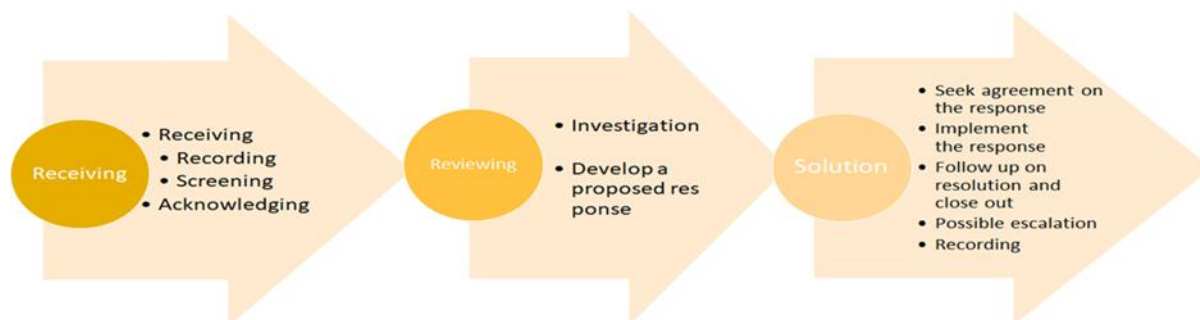 Receiving
• Receiving
• Recording
• Screening
• Acknowledging
Reviewing
• Investigation
• Develop a
proposed res
ponse
Solution
• Seek agreement on
the response
• Implement
the response
• Follow up on
resolution and
close out
• Possible escalation
• Recording